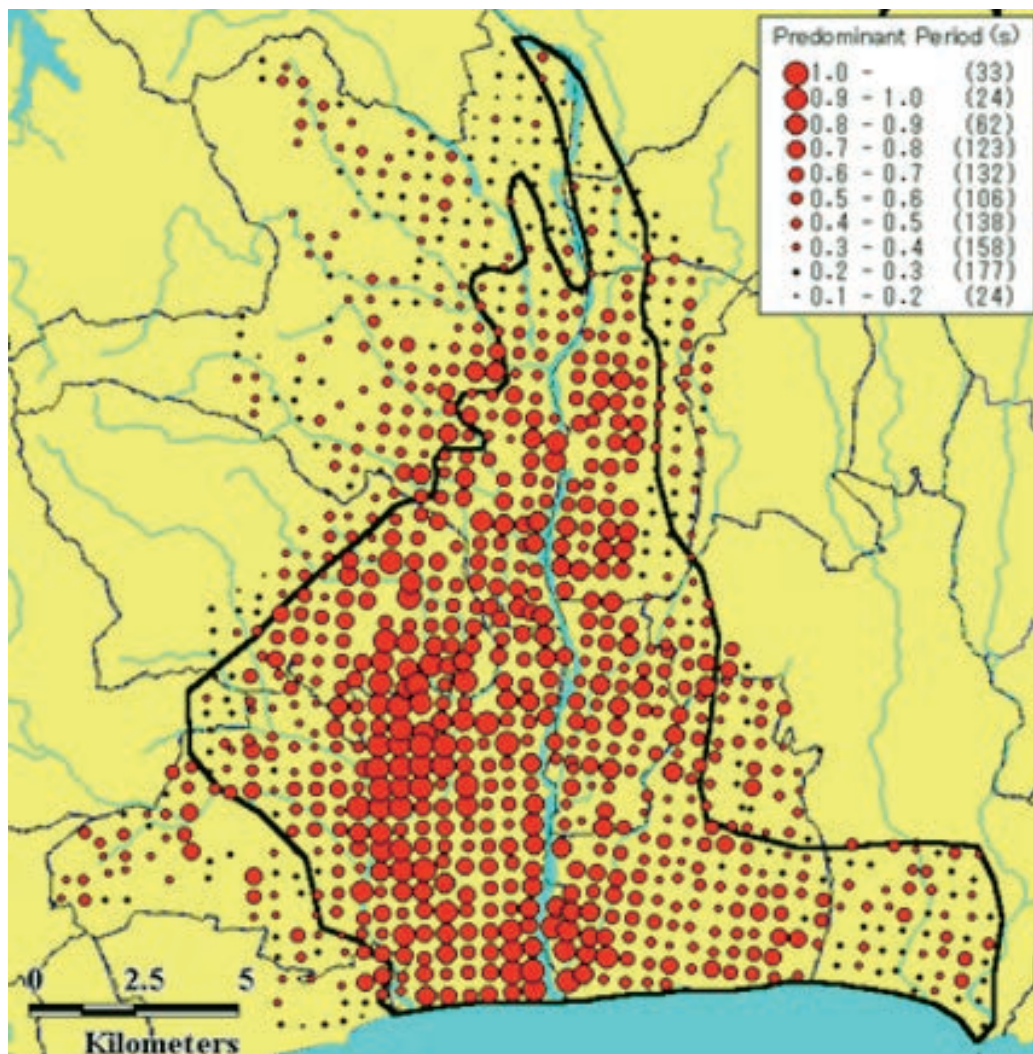 Predominant Period (s)
1.0 - (33)
0.9 - 1.0 (24)
0.8 - 0.9 (62)
0.7 - 0.8 (123)
0.6 - 0.7 (132)
0.5 - 0.6 (106)
0.4 - 0.5 (138)
0.3 - 0.4 (158)
0.2 - 0.3 (177)
0.1 - 0.2 (24)
0 2.5 5
Kilometers